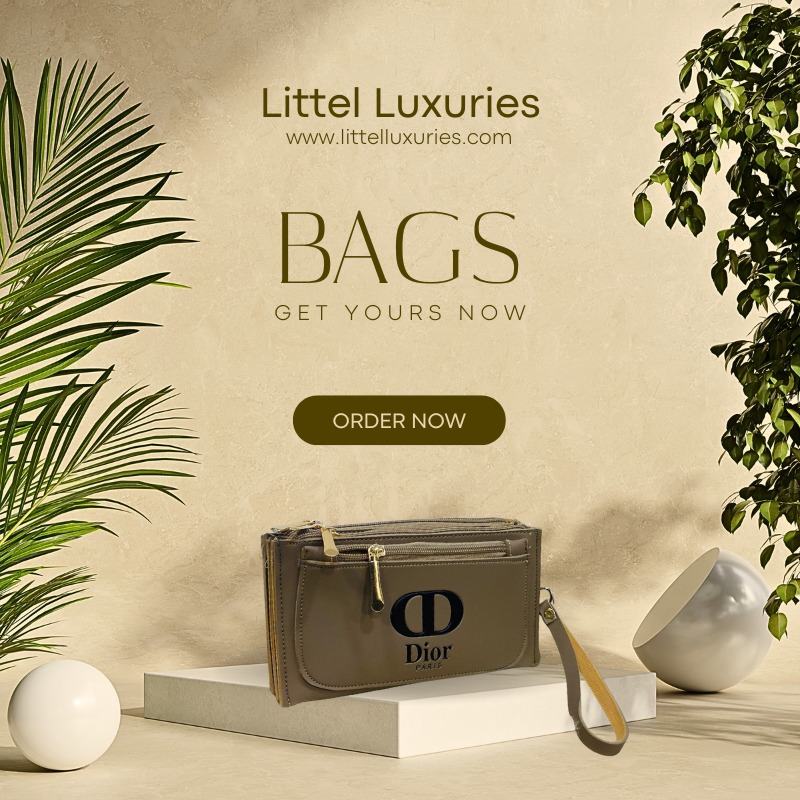 Littel Luxuries
www.littelluxuries.com
BAGS
GET YOURS NOW
ORDER NOW
CD
Dior
PARIS